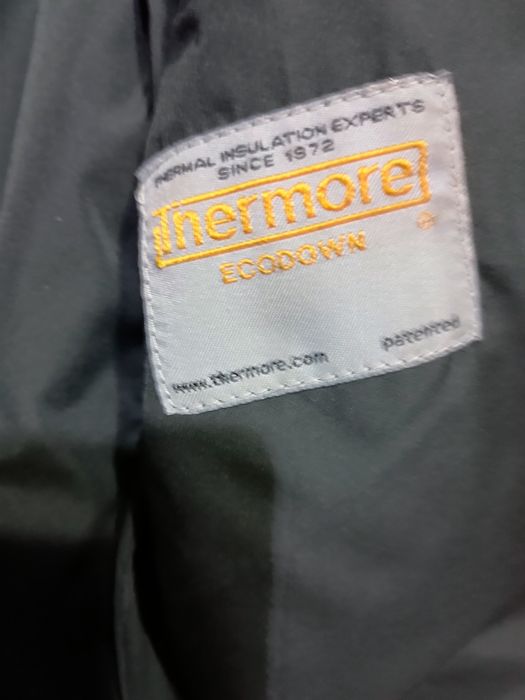 THERMAL INSULATION EXPERTS
SINCE 1972
Thermore
ECODOWN
www.thermore.com
patented